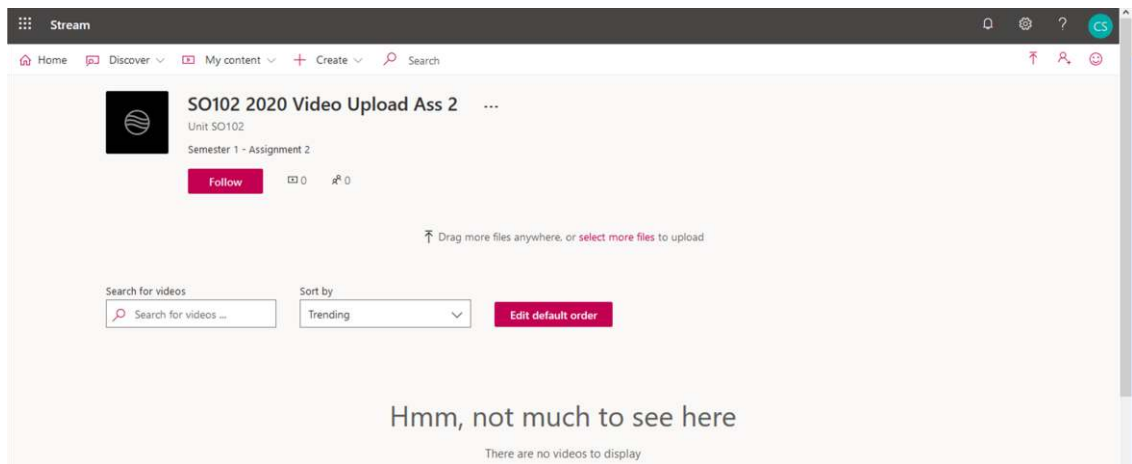 Stream ? CS
Home Discover My content Create Search
SO102 2020 Video Upload Ass 2 ...
Unit SO102
Semester 1 - Assignment 2
Follow 0 0
Drag more files anywhere, or select more files to upload
Search for videos Sort by
Search for videos ... Trending Edit default order
Hmm, not much to see here
There are no videos to display